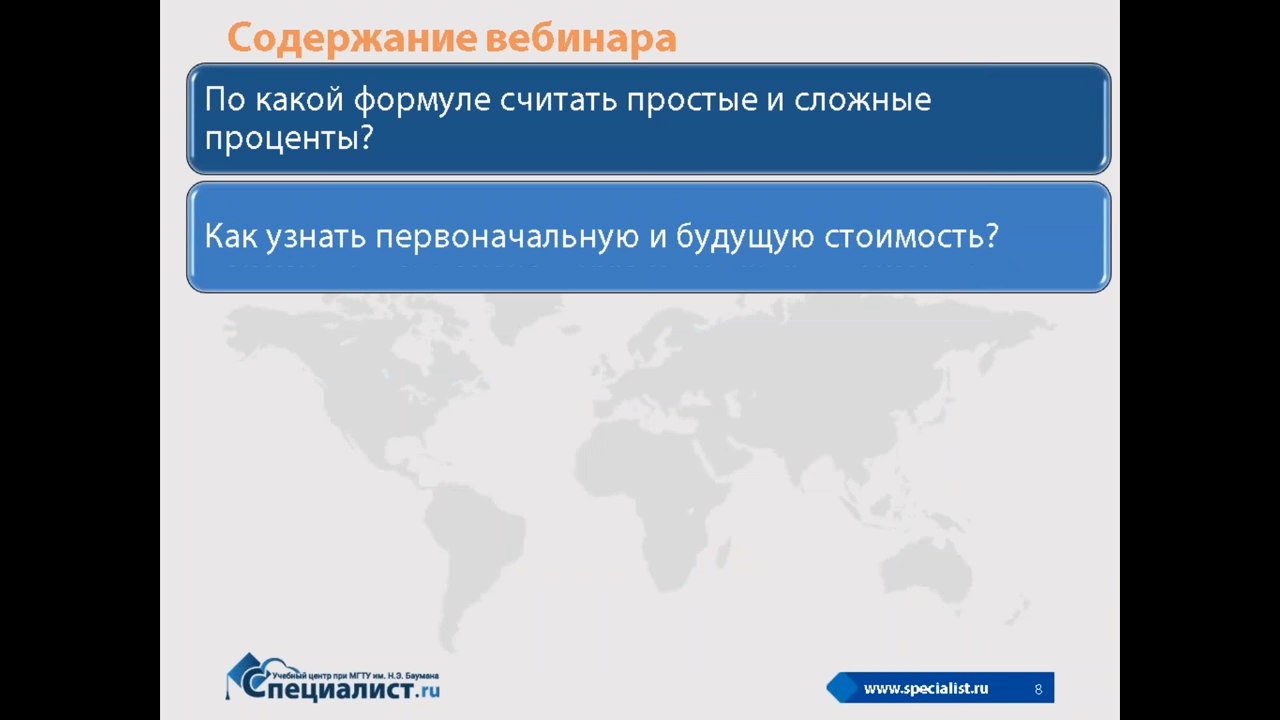 Содержание вебинара
По какой формуле считать простые и сложные
проценты?
Как узнать первоначальную и будущую стоимость?
Учебный центр при МГТУ им. Н.Э. Баумана
Специалист.ru
www.specialist.ru 8